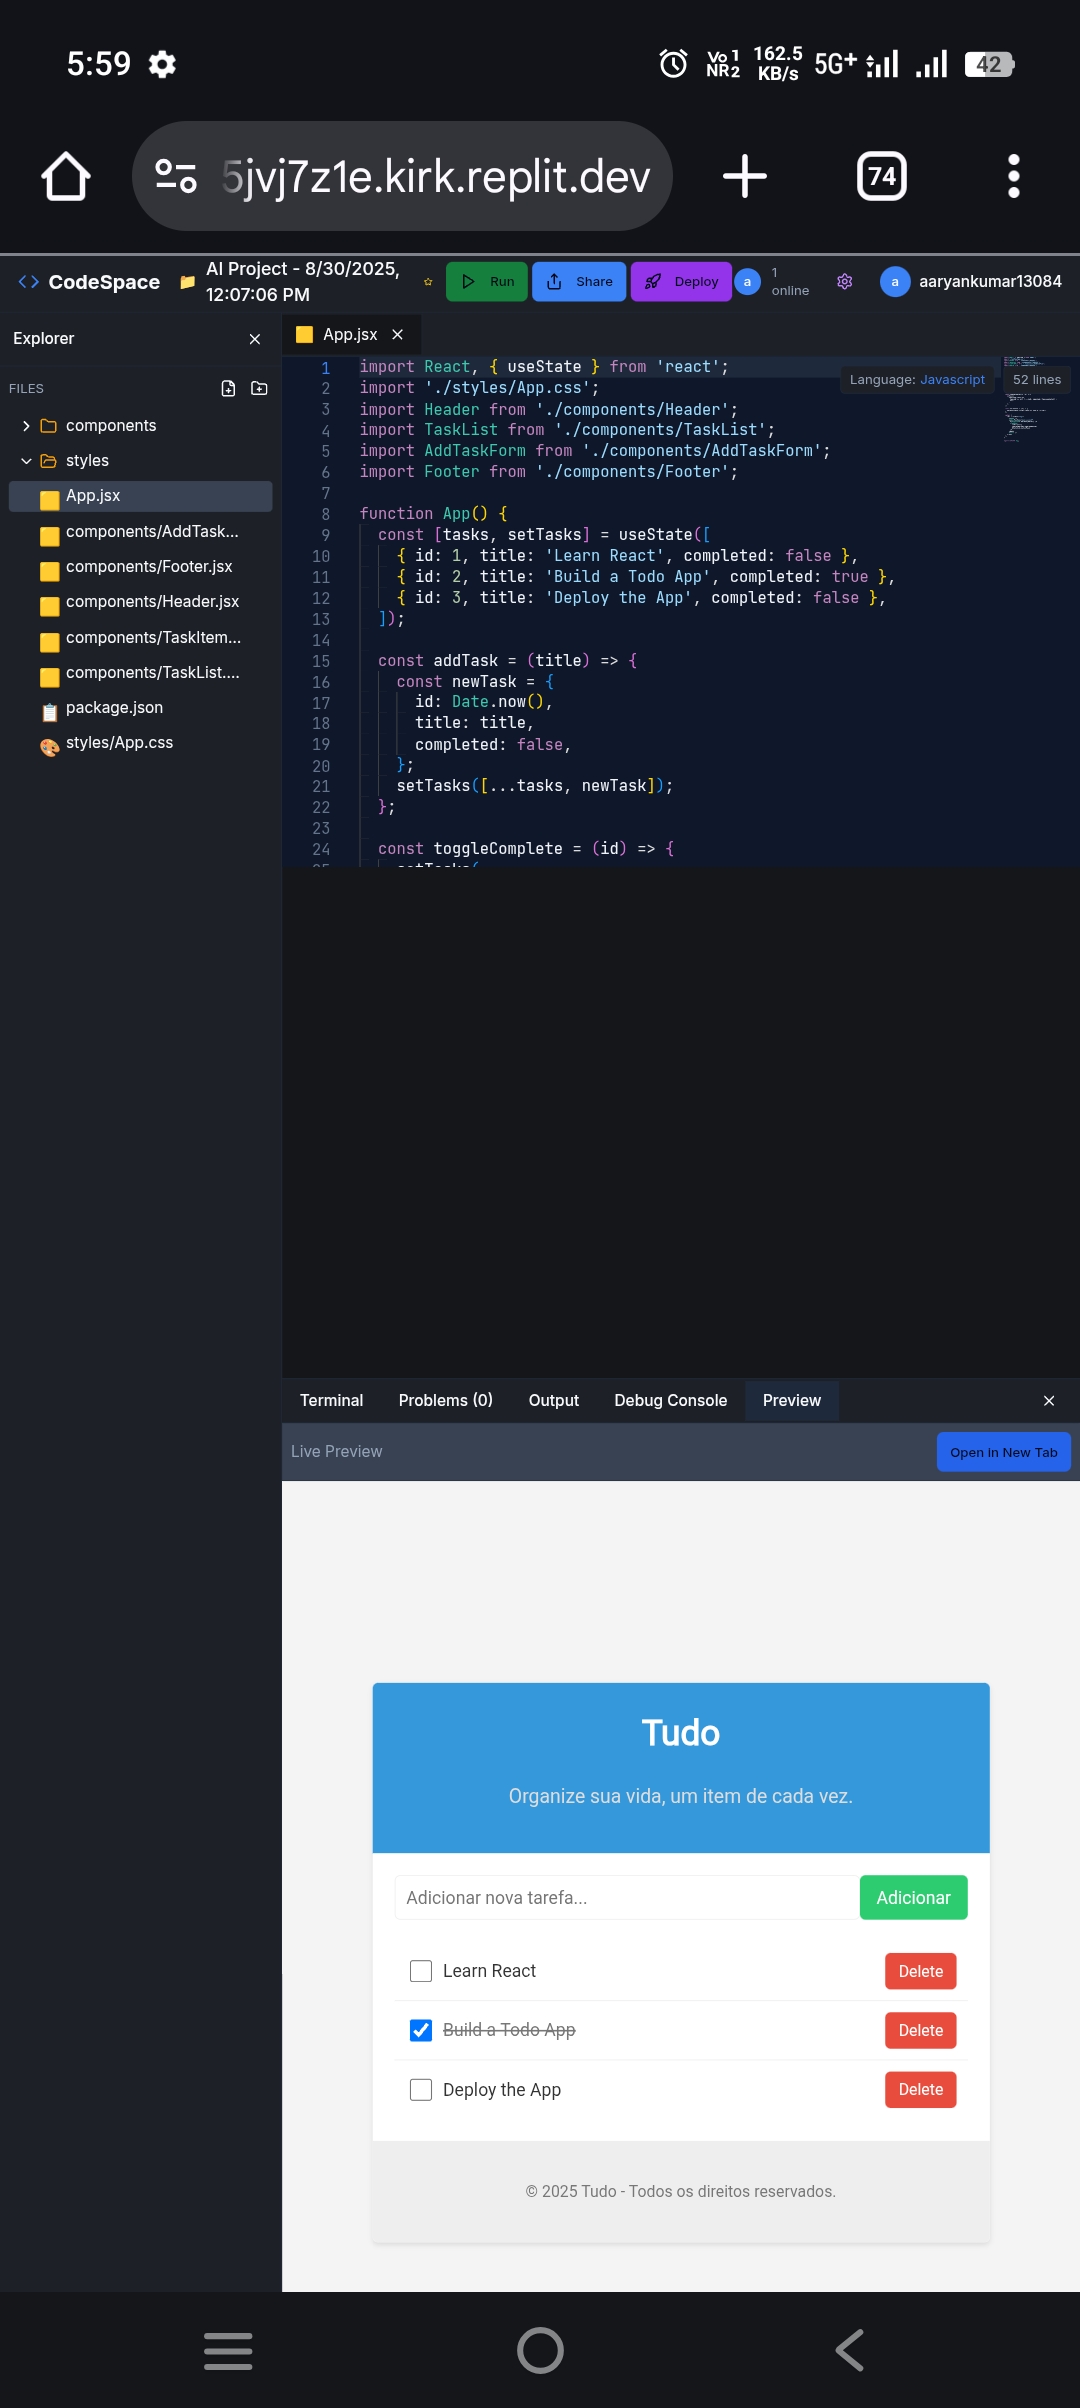 5:59
Vo 1
NR2
162.5
KB/s
5G+
42
5jvj7z1e.kirk.replit.dev
74
CodeSpace
AI Project - 8/30/2025,
12:07:06 PM
Run
Share
Deploy
a
1
online
a
aaryankumar13084
Explorer
App.jsx
FILES
components
styles
App.jsx
components/AddTask...
components/Footer.jsx
components/Header.jsx
components/TaskItem...
components/TaskList....
package.json
styles/App.css
Language: Javascript
52 lines
1 import React, { useState } from 'react';
2 import './styles/App.css';
3 import Header from './components/Header';
4 import TaskList from './components/TaskList';
5 import AddTaskForm from './components/AddTaskForm';
6 import Footer from './components/Footer';
7
8 function App() {
9 const [tasks, setTasks] = useState([
10 { id: 1, title: 'Learn React', completed: false },
11 { id: 2, title: 'Build a Todo App', completed: true },
12 { id: 3, title: 'Deploy the App', completed: false },
13 ]);
14
15 const addTask = (title) => {
16 const newTask = {
17 id: Date.now(),
18 title: title,
19 completed: false,
20 };
21 setTasks([...tasks, newTask]);
22 };
23
24 const toggleComplete = (id) => {
25 setTasks(
Terminal
Problems (0)
Output
Debug Console
Preview
Live Preview
Open in New Tab
Tudo
Organize sua vida, um item de cada vez.
Adicionar nova tarefa...
Adicionar
Learn React
Delete
Build a Todo App
Delete
Deploy the App
Delete
© 2025 Tudo - Todos os direitos reservados.